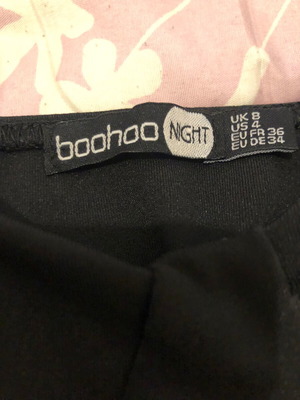 boohoo NIGHT
UK 8
US 4
EU FR 36
EU DE 34